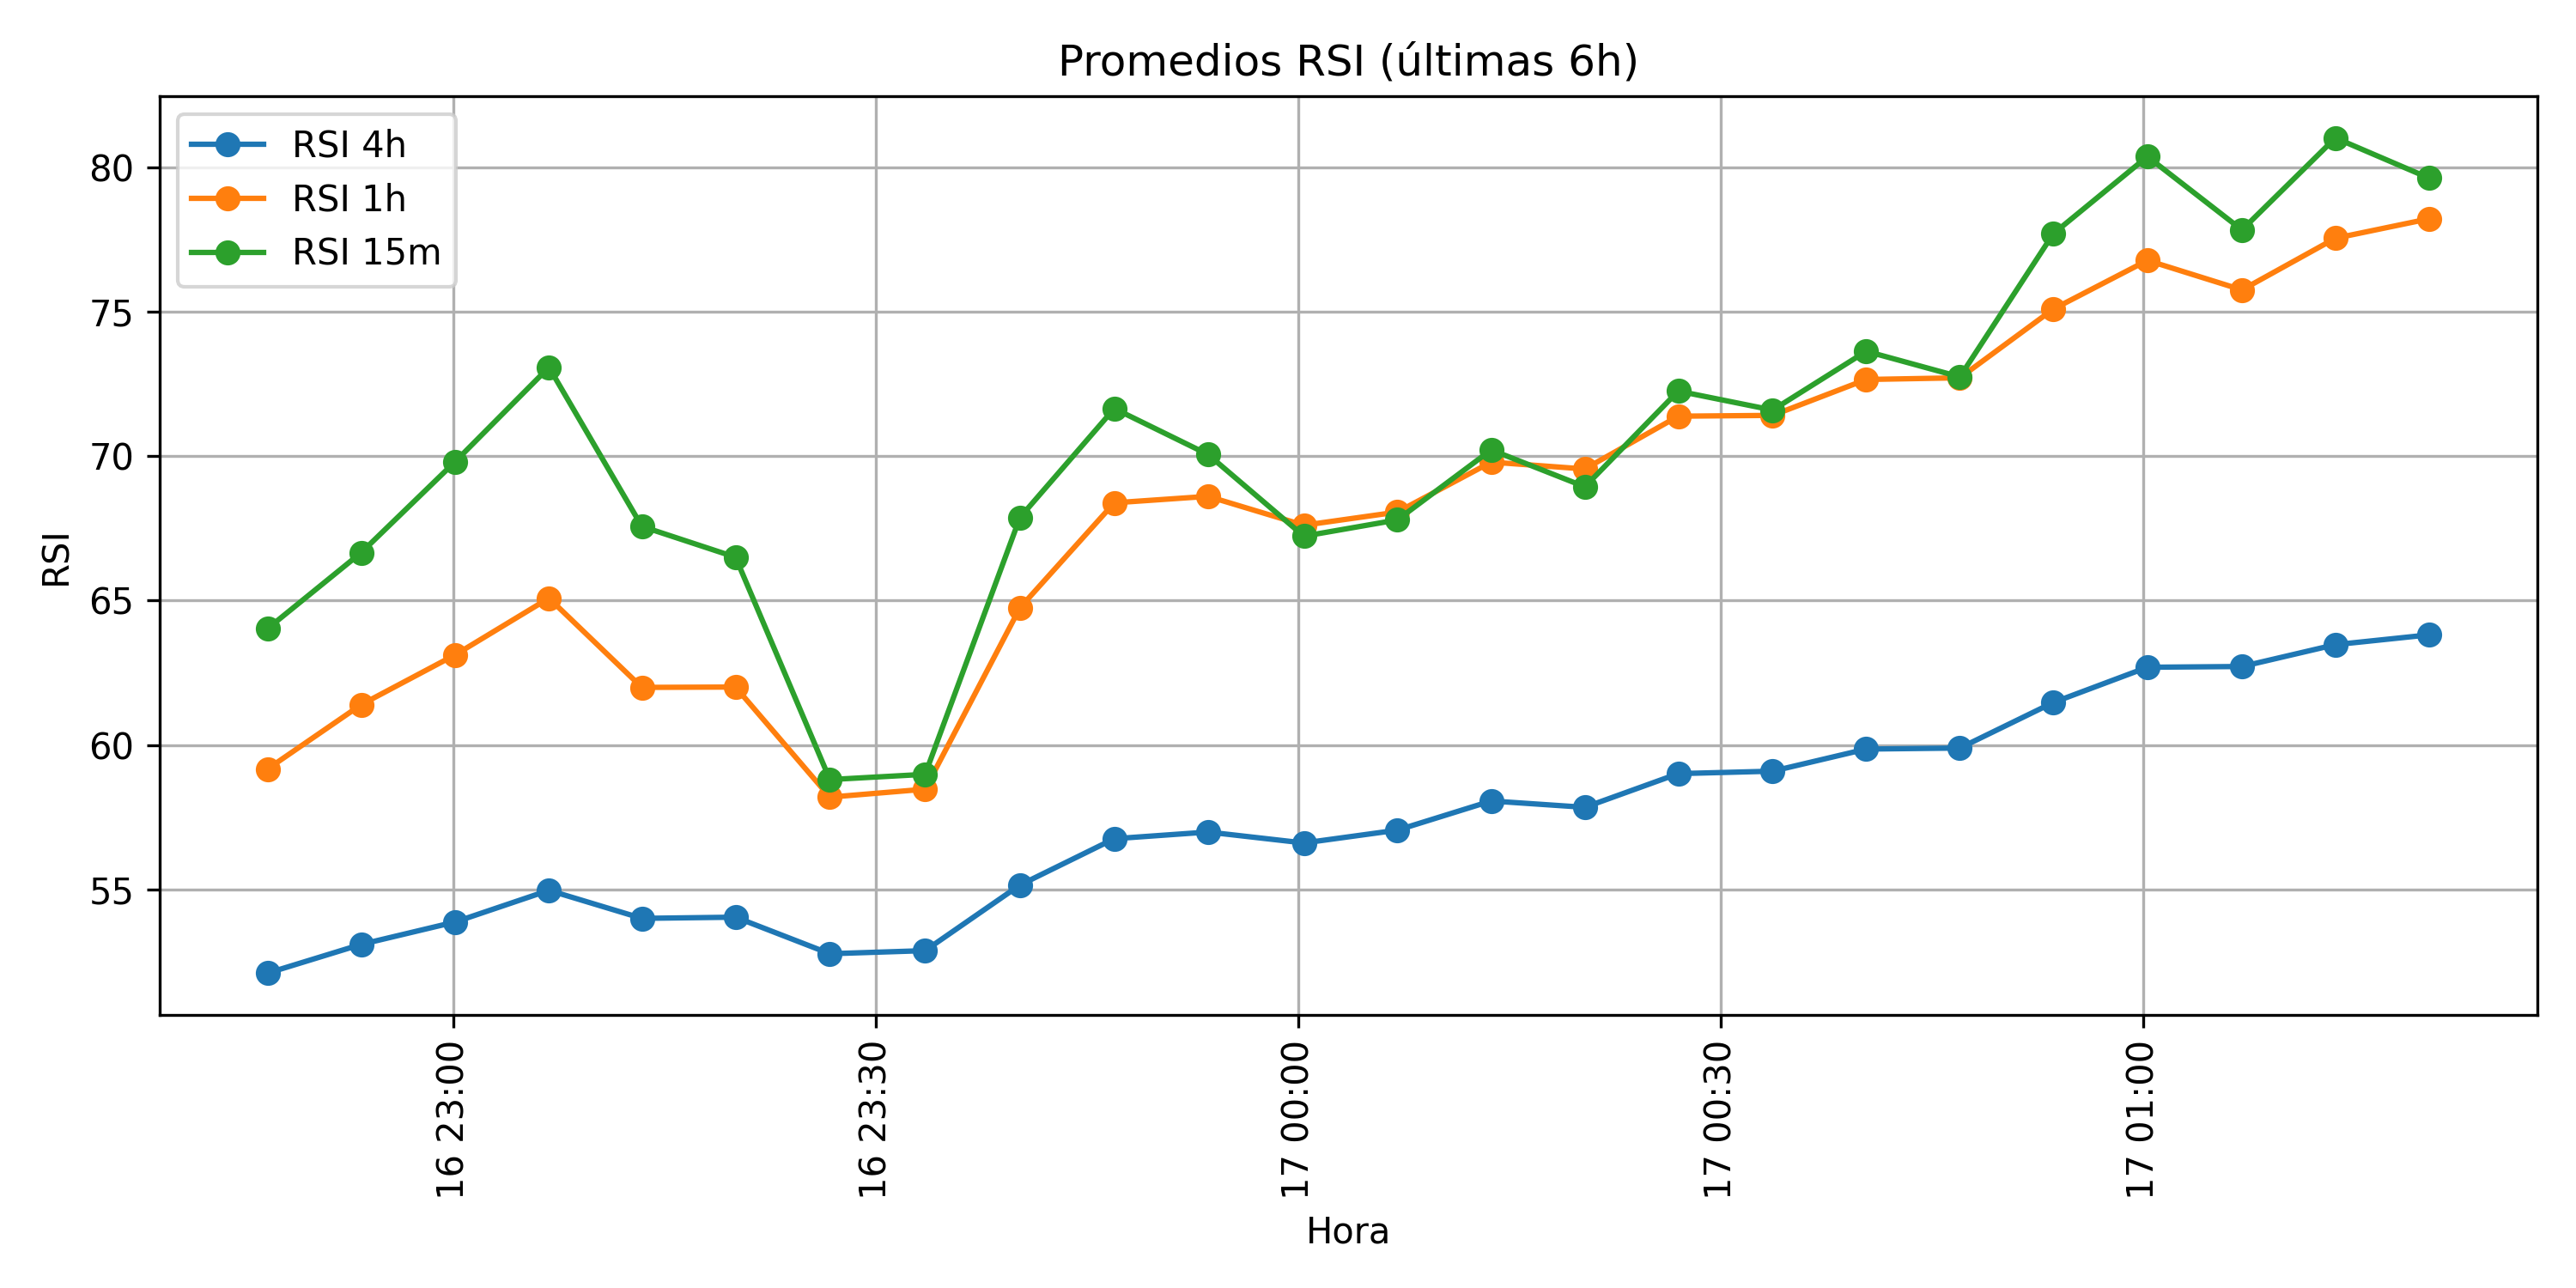 Promedios RSI (últimas 6h)
RSI 4h
RSI 1h
RSI 15m
80
75
70
65
60
55
RSI
16 23:00
16 23:30
17 00:00
17 00:30
17 01:00
Hora